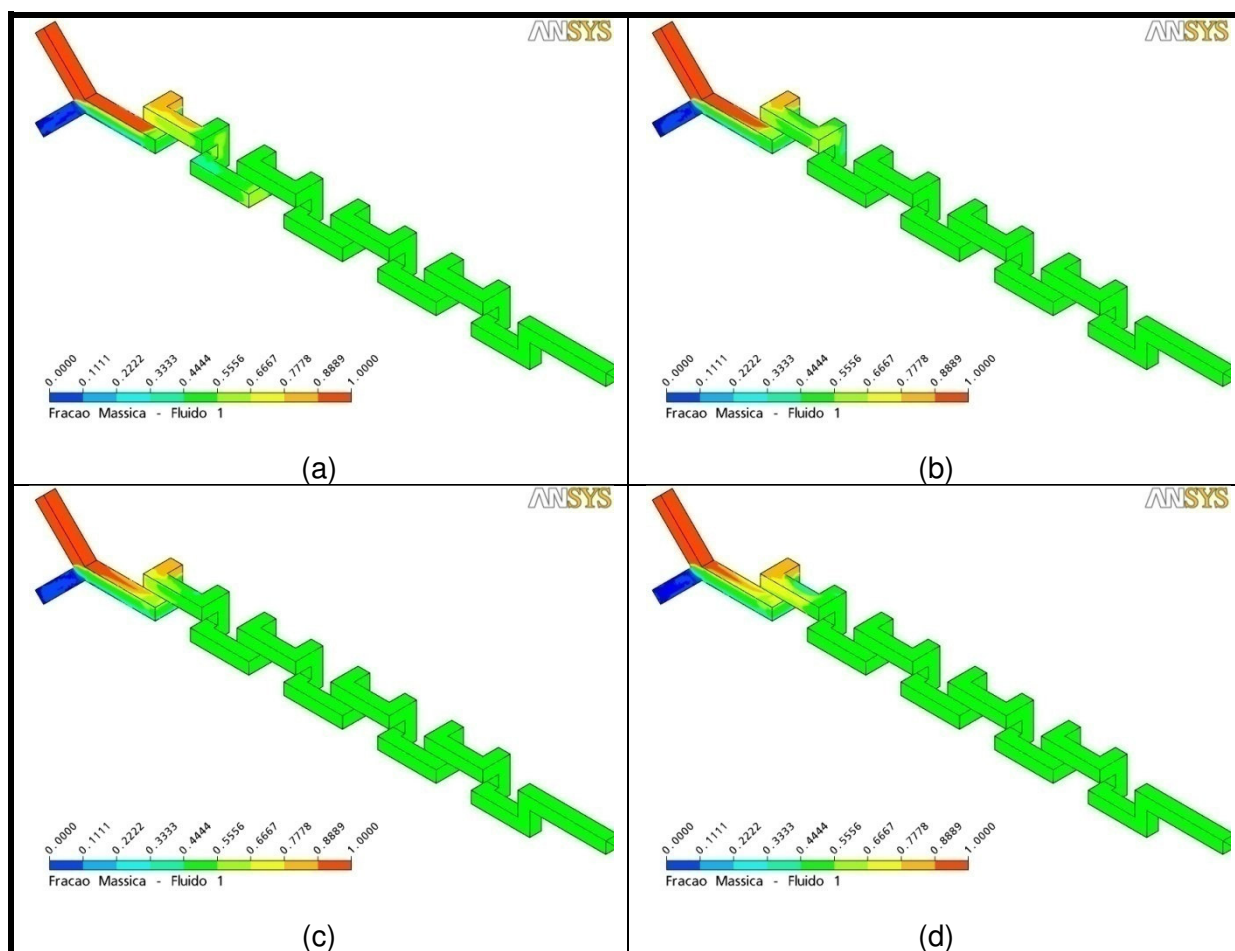 ANSYS
0.0000 0.1111 0.2222 0.3333 0.4444 0.5556 0.6667 0.7778 0.8889 1.0000
Fracao Massica - Fluido 1
(a)
ANSYS
0.0000 0.1111 0.2222 0.3333 0.4444 0.5556 0.6667 0.7778 0.8889 1.0000
Fracao Massica - Fluido 1
(b)
ANSYS
0.0000 0.1111 0.2222 0.3333 0.4444 0.5556 0.6667 0.7778 0.8889 1.0000
Fracao Massica - Fluido 1
(c)
ANSYS
0.0000 0.1111 0.2222 0.3333 0.4444 0.5556 0.6667 0.7778 0.8889 1.0000
Fracao Massica - Fluido 1
(d)